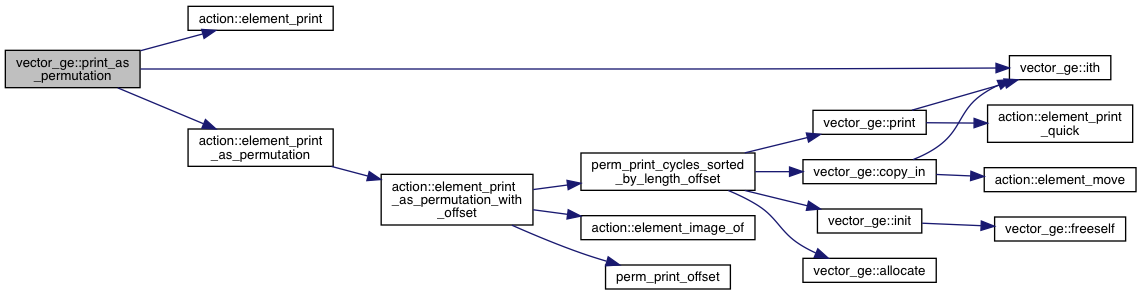 vector_ge::print_as
_permutation
action::element_print
action::element_print
_as_permutation
action::element_print
_as_permutation_with
_offset
perm_print_cycles_sorted
_by_length_offset
action::element_image_of
perm_print_offset
vector_ge::print
vector_ge::copy_in
vector_ge::init
vector_ge::allocate
vector_ge::ith
action::element_print
_quick
action::element_move
vector_ge::freeself